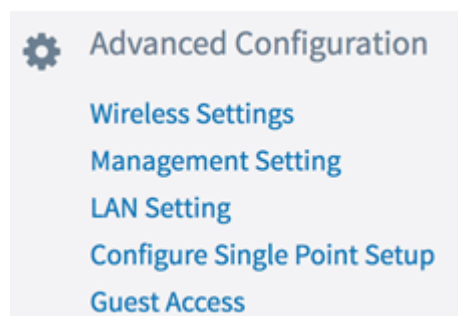 Advanced Configuration
Wireless Settings
Management Setting
LAN Setting
Configure Single Point Setup
Guest Access